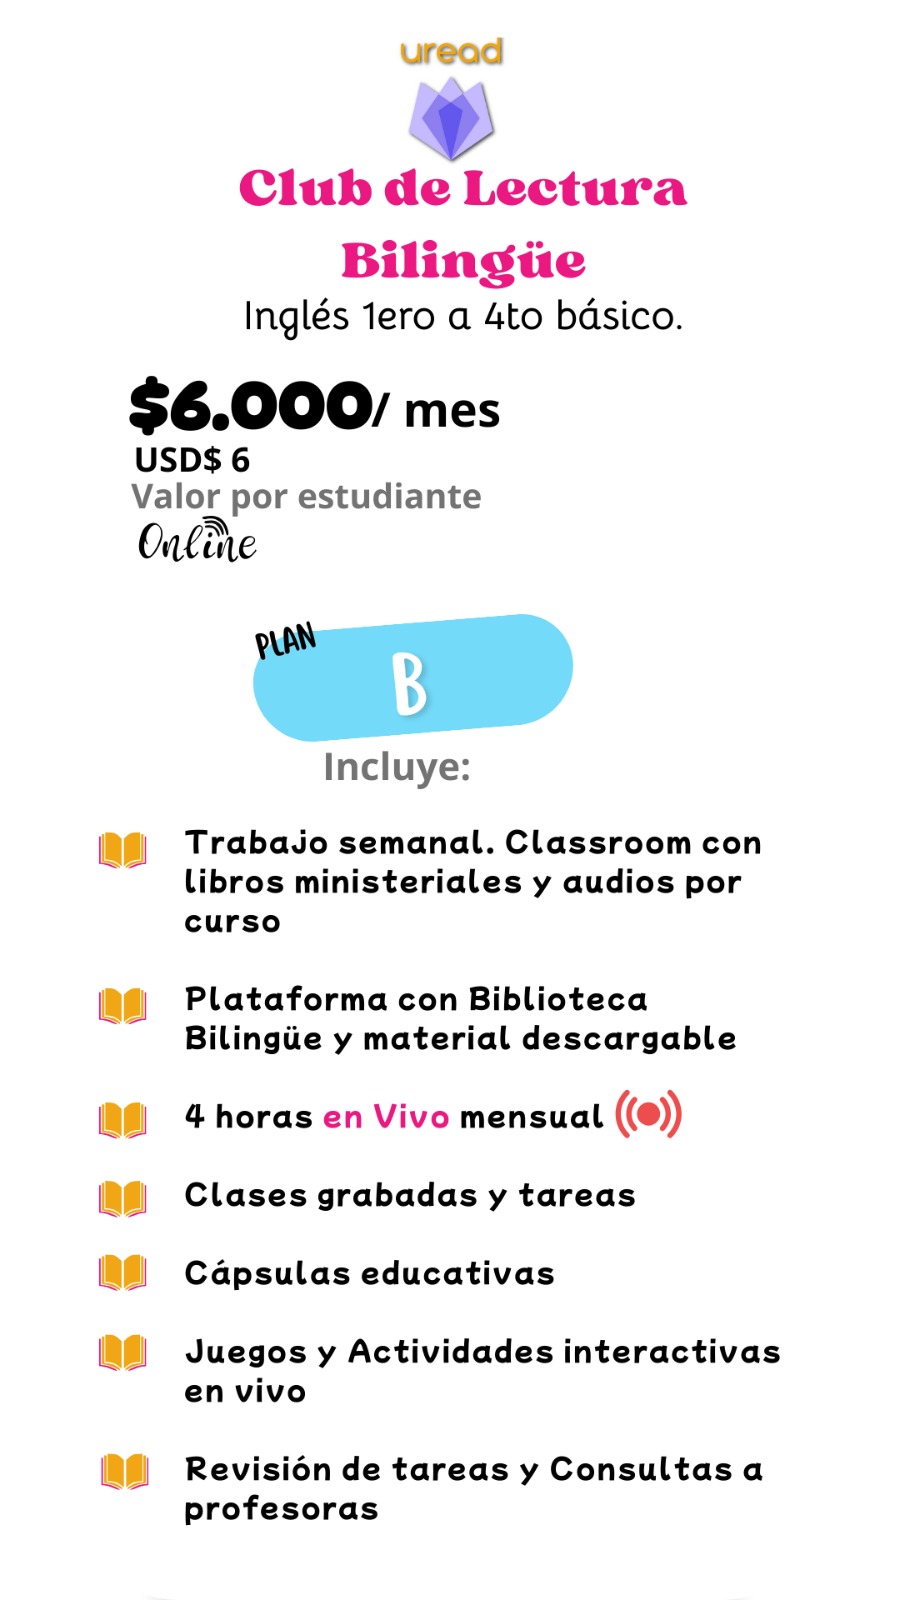 uread
Club de Lectura
Bilingüe
Inglés 1ero a 4to básico.
$6.000/ mes
USD$ 6
Valor por estudiante
Online
PLAN
B
Incluye:
Trabajo semanal. Classroom con
libros ministeriales y audios por
curso
Plataforma con Biblioteca
Bilingüe y material descargable
4 horas en Vivo mensual
Clases grabadas y tareas
Cápsulas educativas
Juegos y Actividades interactivas
en vivo
Revisión de tareas y Consultas a
profesoras